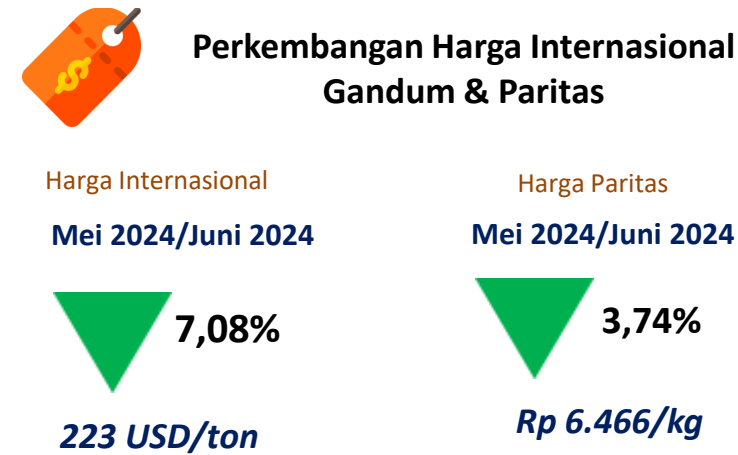 Perkembangan Harga Internasional
Gandum & Paritas
Harga Internasional
Mei 2024/Juni 2024
7,08%
223 USD/ton
Harga Paritas
Mei 2024/Juni 2024
3,74%
Rp 6.466/kg